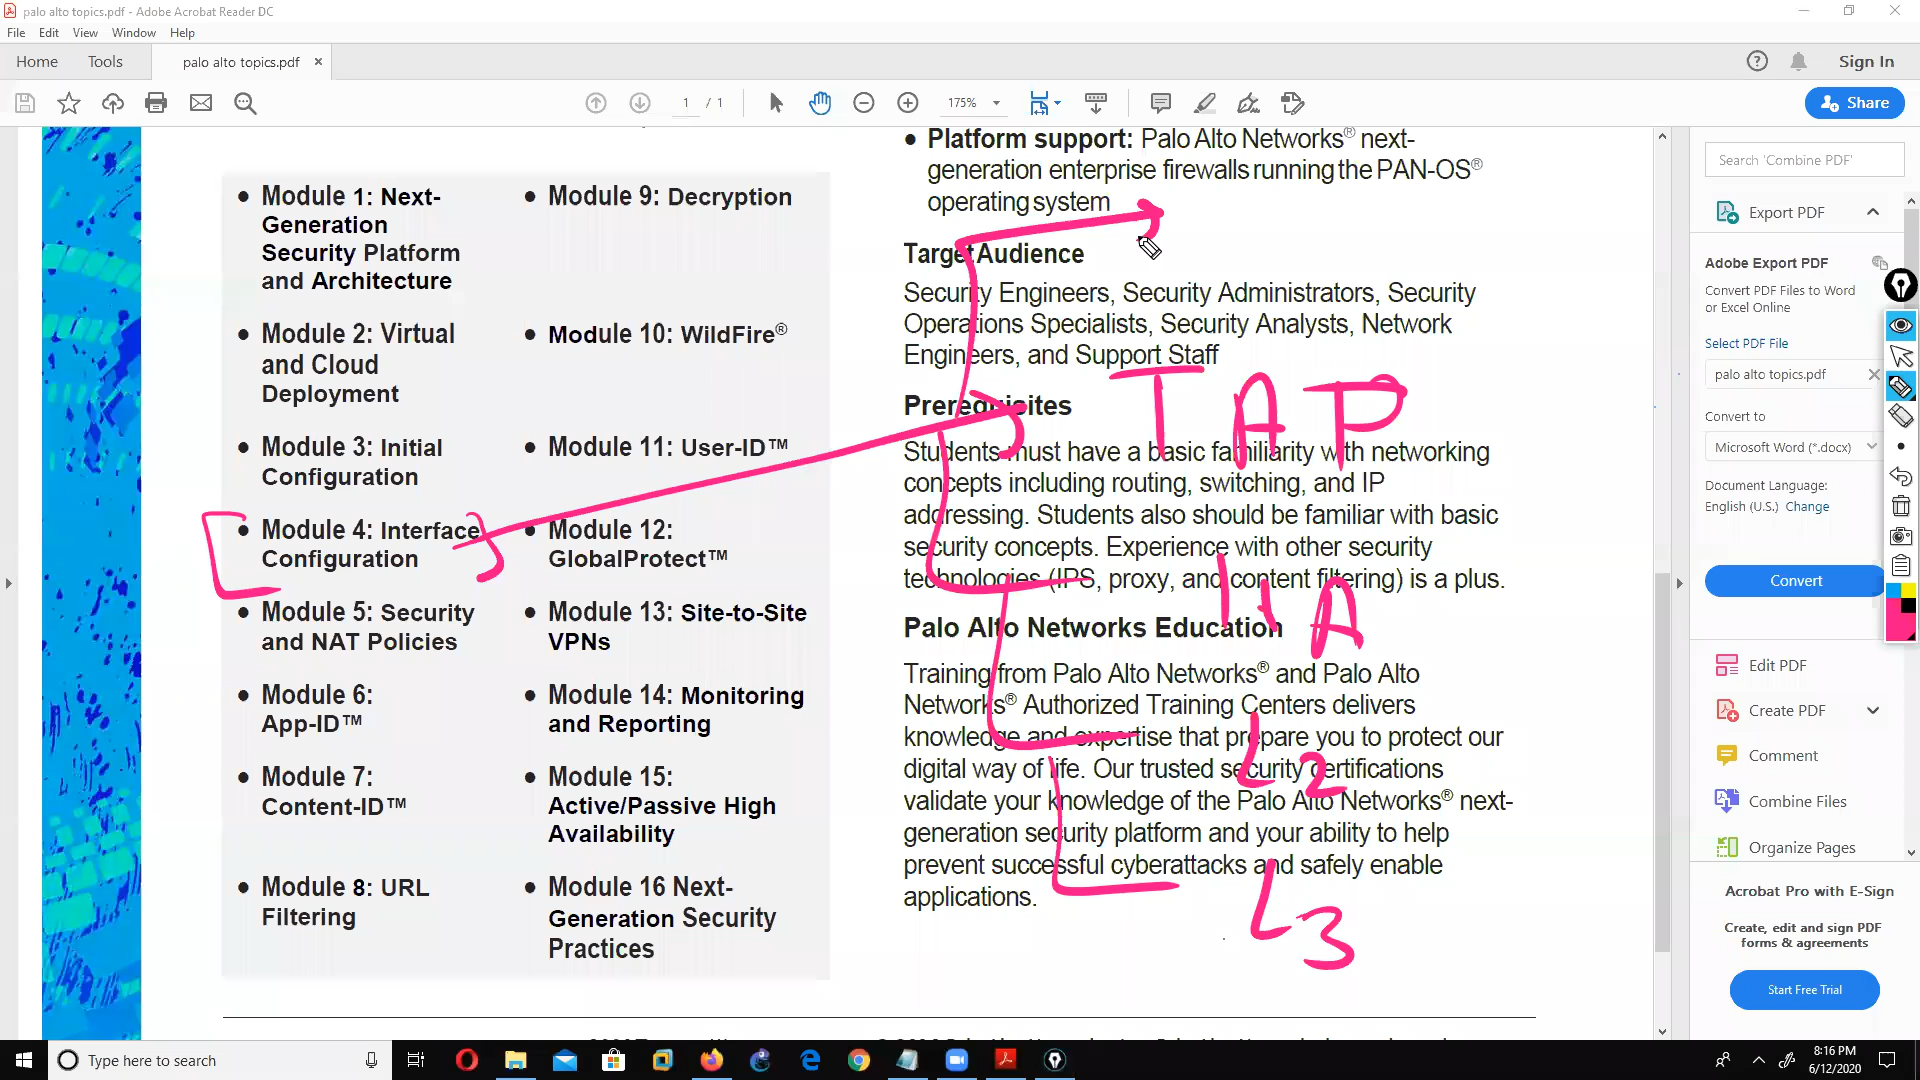 palo alto topics.pdf - Adobe Acrobat Reader DC
File Edit View Window Help
Home Tools palo alto topics.pdf × Sign In
1 / 1 175% Share
• Module 1: Next-
Generation
Security Platform
and Architecture
• Module 2: Virtual
and Cloud
Deployment
• Module 3: Initial
Configuration
• Module 4: Interface
Configuration
• Module 5: Security
and NAT Policies
• Module 6:
App-ID™
• Module 7:
Content-ID™
• Module 8: URL
Filtering
• Module 9: Decryption
• Module 10: WildFire®
• Module 11: User-ID™
• Module 12:
GlobalProtect™
• Module 13: Site-to-Site
VPNs
• Module 14: Monitoring
and Reporting
• Module 15:
Active/Passive High
Availability
• Module 16 Next-
Generation Security
Practices
• Platform support: Palo Alto Networks® next-
generation enterprise firewalls running the PAN-OS®
operating system
Target Audience
Security Engineers, Security Administrators, Security
Operations Specialists, Security Analysts, Network
Engineers, and Support Staff
TAP
Prerequisites
Students must have a basic familiarity with networking
concepts including routing, switching, and IP
addressing. Students also should be familiar with basic
security concepts. Experience with other security
technologies (IPS, proxy, and content filtering) is a plus.
HA
Palo Alto Networks Education
Training from Palo Alto Networks® and Palo Alto
Networks® Authorized Training Centers delivers
knowledge and expertise that prepare you to protect our
digital way of life. Our trusted security certifications
L2
validate your knowledge of the Palo Alto Networks® next-
generation security platform and your ability to help
prevent successful cyberattacks and safely enable
applications.
L3
Search 'Combine PDF'
Export PDF
Adobe Export PDF
Convert PDF Files to Word
or Excel Online
Select PDF File
palo alto topics.pdf
Convert to
Microsoft Word (*.docx)
Document Language:
English (U.S.) Change
Convert
Edit PDF
Create PDF
Comment
Combine Files
Organize Pages
Acrobat Pro with E-Sign
Create, edit and sign PDF
forms & agreements
Start Free Trial
Type here to search
8:16 PM
6/12/2020